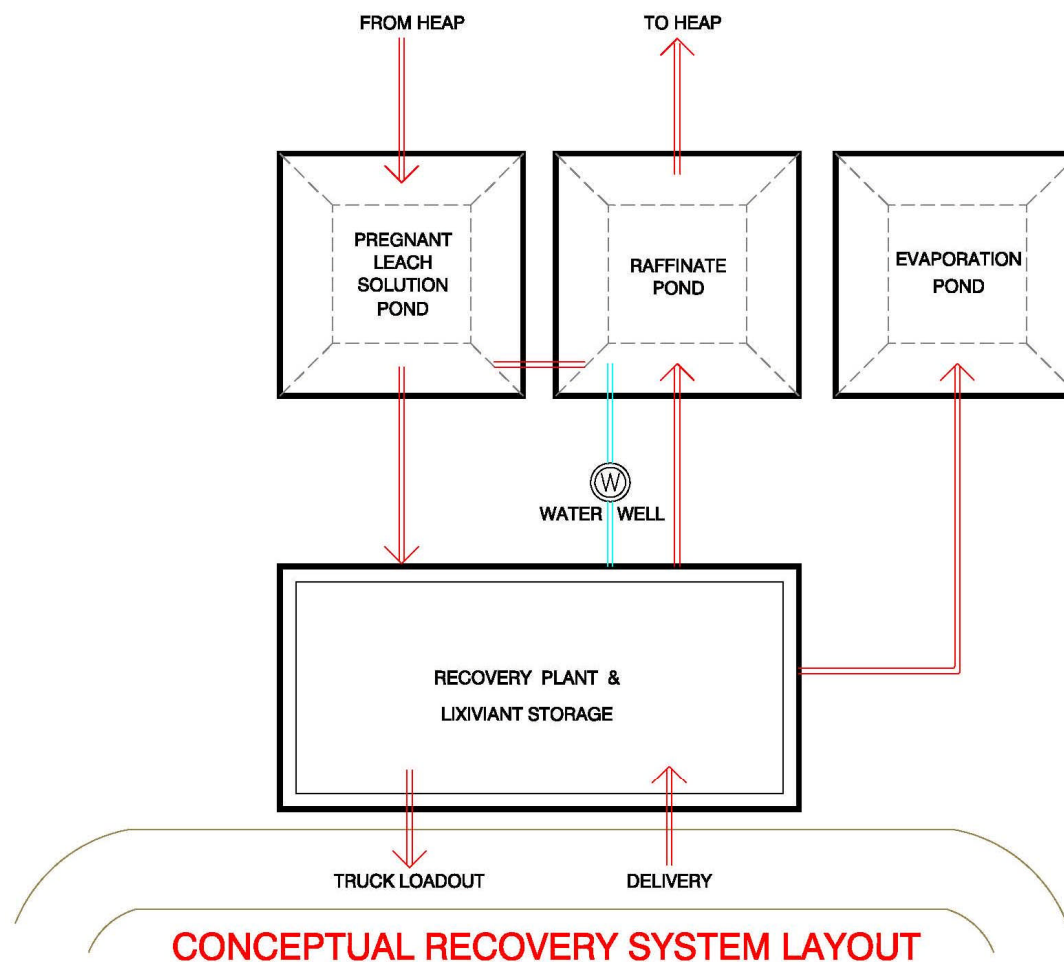 FROM HEAP
TO HEAP
PREGNANT
LEACH
SOLUTION
POND
RAFFINATE
POND
EVAPORATION
POND
W
WATER WELL
RECOVERY PLANT &
LIXIVIANT STORAGE
TRUCK LOADOUT
DELIVERY
CONCEPTUAL RECOVERY SYSTEM LAYOUT